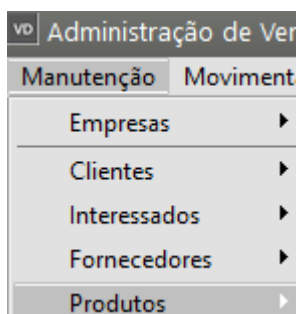 VD Administração de Ver
Manutenção Moviment
Empresas
Clientes
Interessados
Fornecedores
Produtos